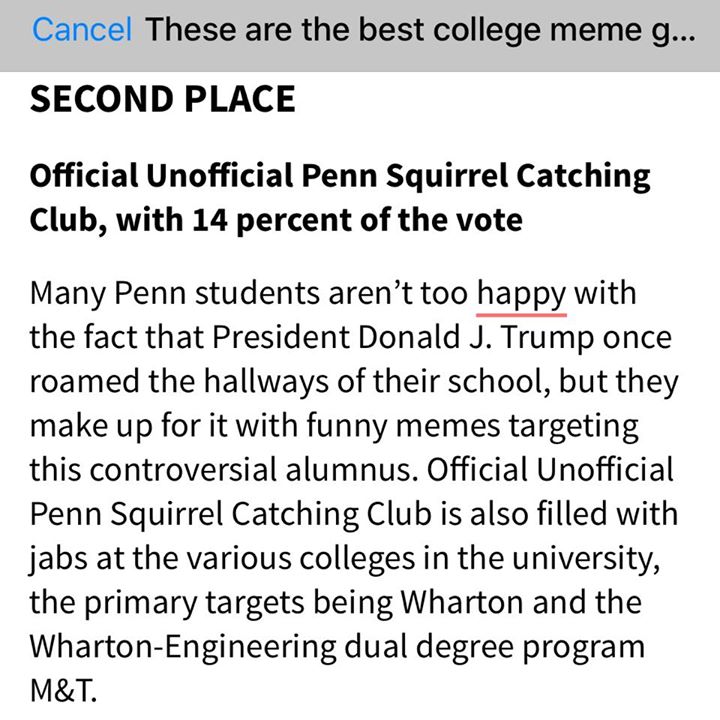 Cancel These are the best college meme g...
SECOND PLACE
Official Unofficial Penn Squirrel Catching
Club, with 14 percent of the vote
Many Penn students aren’t too happy with
the fact that President Donald J. Trump once
roamed the hallways of their school, but they
make up for it with funny memes targeting
this controversial alumnus. Official Unofficial
Penn Squirrel Catching Club is also filled with
jabs at the various colleges in the university,
the primary targets being Wharton and the
Wharton-Engineering dual degree program
M&T.